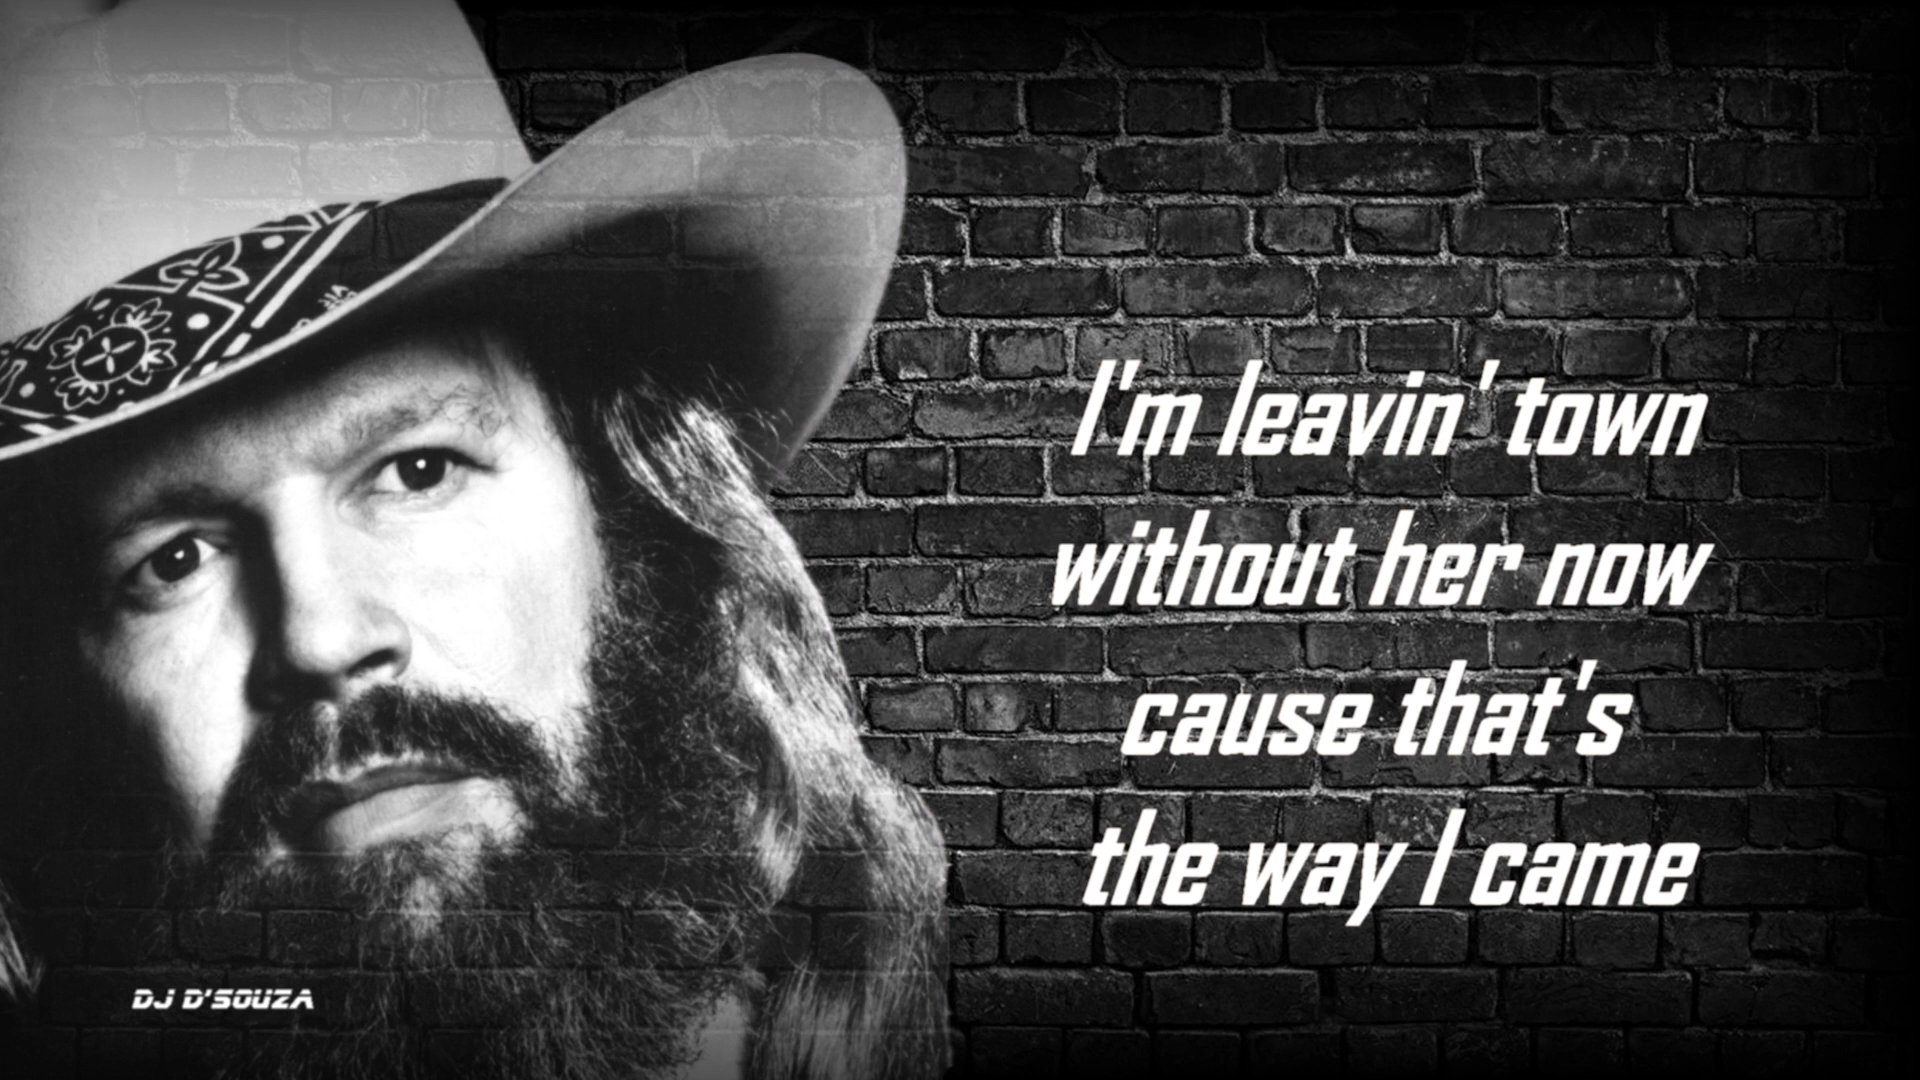 I'm leavin' town
without her now
cause that's
the way I came
DJ D'SOUZA